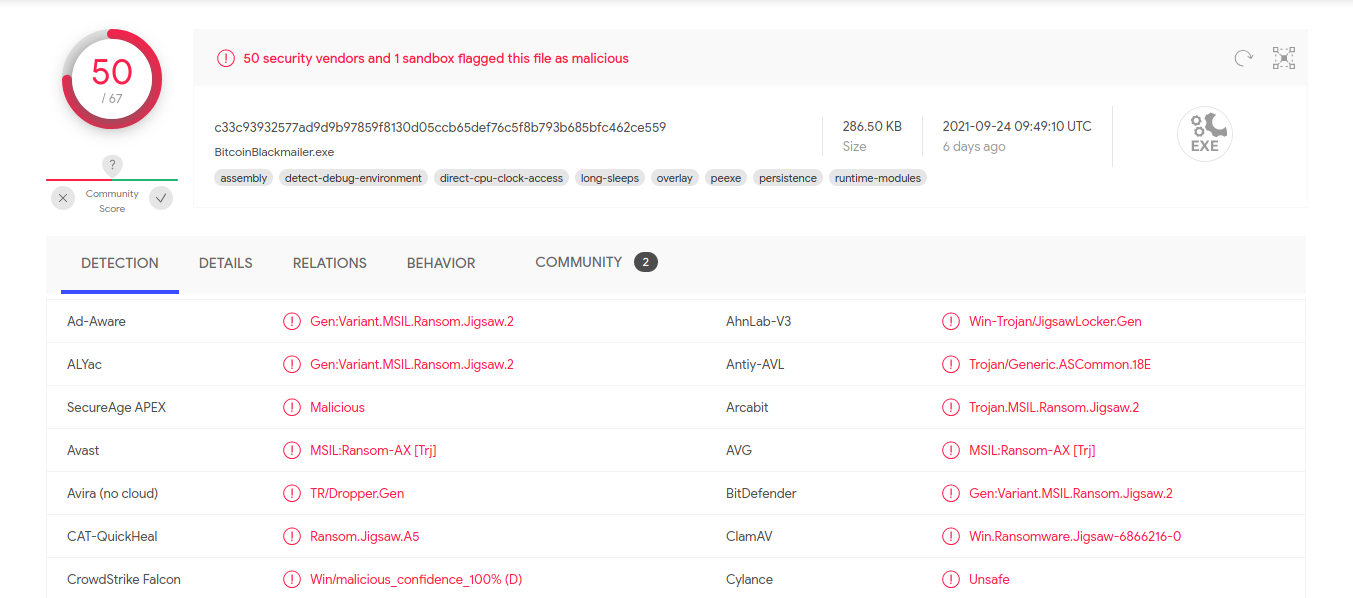 50
/ 67
?
Community
Score
50 security vendors and 1 sandbox flagged this file as malicious
c33c93932577ad9d9b97859f8130d05ccb65def76c5f8b793b685bfc462ce559
BitcoinBlackmailer.exe
286.50 KB
Size
2021-09-24 09:49:10 UTC
6 days ago
EXE
assembly detect-debug-environment direct-cpu-clock-access long-sleeps overlay peexe persistence runtime-modules
DETECTION DETAILS RELATIONS BEHAVIOR COMMUNITY 2
Ad-Aware Gen:Variant.MSIL.Ransom.Jigsaw.2 AhnLab-V3 Win-Trojan/JigsawLocker.Gen
ALYac Gen:Variant.MSIL.Ransom.Jigsaw.2 Antiy-AVL Trojan/Generic.ASCommon.18E
SecureAge APEX Malicious Arcabit Trojan.MSIL.Ransom.Jigsaw.2
Avast MSIL:Ransom-AX [Trj] AVG MSIL:Ransom-AX [Trj]
Avira (no cloud) TR/Dropper.Gen BitDefender Gen:Variant.MSIL.Ransom.Jigsaw.2
CAT-QuickHeal Ransom.Jigsaw.A5 ClamAV Win.Ransomware.Jigsaw-6866216-0
CrowdStrike Falcon Win/malicious_confidence_100% (D) Cylance Unsafe